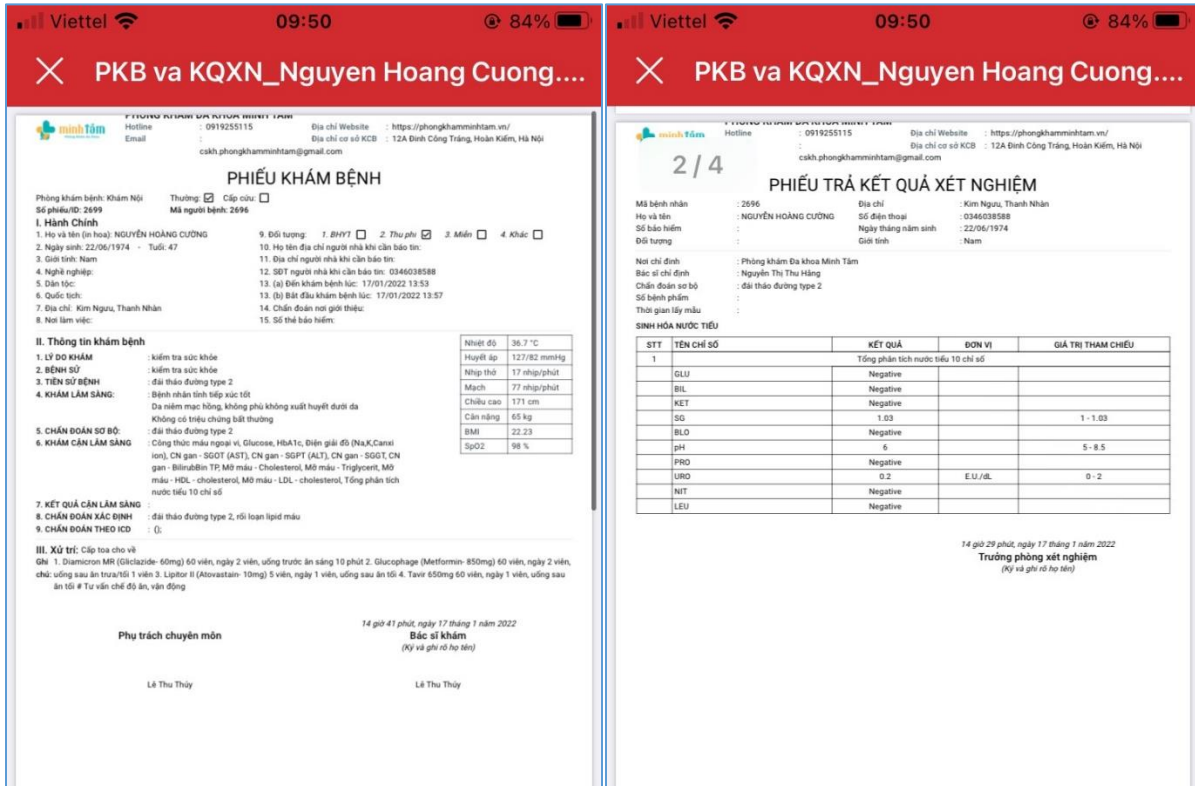 Viettel 09:50 84%
PKB va KQXN_Nguyen Hoang Cuong....
minh tâm
PHÒNG KHÁM ĐA KHOA MINH TÂM
Hotline : 0919255115 Địa chỉ Website : https://phongkhamminhtam.vn/
Email : Địa chỉ cơ sở KCB : 12A Đinh Công Tráng, Hoàn Kiếm, Hà Nội
cskh.phongkhamminhtam@gmail.com
PHIẾU KHÁM BỆNH
Phòng khám bệnh: Khám Nội Thường: Cấp cứu:
Số phiếu/ID: 2699 Mã người bệnh: 2696
I. Hành Chính
1. Họ và tên (in hoa): NGUYỄN HOÀNG CƯỜNG 9. Đối tượng: 1. BHYT 2. Thu phí 3. Miễn 4. Khác
2. Ngày sinh: 22/06/1974 - Tuổi: 47 10. Họ tên địa chỉ người nhà khi cần báo tin:
3. Giới tính: Nam 11. Địa chỉ người nhà khi cần báo tin:
4. Nghề nghiệp: 12. SĐT người nhà khi cần báo tin: 0346038588
5. Dân tộc: 13. (a) Đến khám bệnh lúc: 17/01/2022 13:53
6. Quốc tịch: 13. (b) Bắt đầu khám bệnh lúc: 17/01/2022 13:57
7. Địa chỉ: Kim Ngưu, Thanh Nhàn 14. Chẩn đoán nơi giới thiệu:
8. Nơi làm việc: 15. Số thẻ bảo hiểm:
II. Thông tin khám bệnh
1. LÝ DO KHÁM : kiểm tra sức khỏe
2. BỆNH SỬ : kiểm tra sức khỏe
3. TIỀN SỬ BỆNH : đái tháo đường type 2
4. KHÁM LÂM SÀNG: : Bệnh nhân tỉnh tiếp xúc tốt
Da niêm mạc hồng, không phù không xuất huyết dưới da
Không có triệu chứng bất thường
5. CHẨN ĐOÁN SƠ BỘ: : đái tháo đường type 2
6. KHÁM CẬN LÂM SÀNG : Công thức máu ngoại vi, Glucose, HbA1c, Điện giải đồ (Na,K,Canxi
ion), CN gan - SGOT (AST), CN gan - SGPT (ALT), CN gan - SGGT, CN
gan - BilirubBin TP, Mỡ máu - Cholesterol, Mỡ máu - Triglycerit, Mỡ
máu - HDL - cholesterol, Mỡ máu - LDL - cholesterol, Tổng phân tích
nước tiểu 10 chỉ số
7. KẾT QUẢ CẬN LÂM SÀNG :
8. CHẨN ĐOÁN XÁC ĐỊNH : đái tháo đường type 2, rối loạn lipid máu
9. CHẨN ĐOÁN THEO ICD : ();
Nhiệt độ 36.7 °C
Huyết áp 127/82 mmHg
Nhịp thở 17 nhịp/phút
Mạch 77 nhịp/phút
Chiều cao 171 cm
Cân nặng 65 kg
BMI 22.23
SpO2 98 %
III. Xử trí: Cấp toa cho về
Ghi 1. Diamicron MR (Gliclazide- 60mg) 60 viên, ngày 2 viên, uống trước ăn sáng 10 phút 2. Glucophage (Metformin- 850mg) 60 viên, ngày 2 viên,
chú: uống sau ăn trưa/tối 1 viên 3. Lipitor II (Atovastain- 10mg) 5 viên, ngày 1 viên, uống sau ăn tối 4. Tavir 650mg 60 viên, ngày 1 viên, uống sau
ăn tối # Tư vấn chế độ ăn, vận động
14 giờ 41 phút, ngày 17 tháng 1 năm 2022
Phụ trách chuyên môn Bác sĩ khám
(Ký và ghi rõ họ tên)
Lê Thu Thủy Lê Thu Thủy
Viettel 09:50 84%
PKB va KQXN_Nguyen Hoang Cuong....
minh tâm
PHÒNG KHÁM ĐA KHOA MINH TÂM
Hotline : 0919255115 Địa chỉ Website : https://phongkhamminhtam.vn/
: Địa chỉ cơ sở KCB : 12A Đinh Công Tráng, Hoàn Kiếm, Hà Nội
cskh.phongkhamminhtam@gmail.com
2 / 4
PHIẾU TRẢ KẾT QUẢ XÉT NGHIỆM
Mã bệnh nhân : 2696 Địa chỉ : Kim Ngưu, Thanh Nhàn
Họ và tên : NGUYỄN HOÀNG CƯỜNG Số điện thoại : 0346038588
Số bảo hiểm : Ngày tháng năm sinh : 22/06/1974
Đối tượng : Giới tính : Nam
Nơi chỉ định : Phòng khám Đa khoa Minh Tâm
Bác sĩ chỉ định : Nguyễn Thị Thu Hằng
Chẩn đoán sơ bộ : đái tháo đường type 2
Số bệnh phẩm :
Thời gian lấy mẫu :
SINH HÓA NƯỚC TIỂU
STT TÊN CHỈ SỐ KẾT QUẢ ĐƠN VỊ GIÁ TRỊ THAM CHIẾU
1 Tổng phân tích nước tiểu 10 chỉ số
GLU Negative
BIL Negative
KET Negative
SG 1.03 1 - 1.03
BLO Negative
pH 6 5 - 8.5
PRO Negative
URO 0.2 E.U./dL 0 - 2
NIT Negative
LEU Negative
14 giờ 29 phút, ngày 17 tháng 1 năm 2022
Trưởng phòng xét nghiệm
(Ký và ghi rõ họ tên)